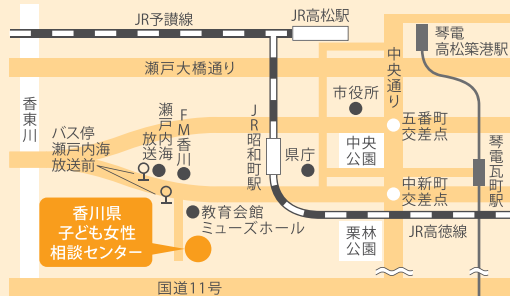 JR予讃線
JR高松駅
琴電
高松築港駅
瀬戸大橋通り
中央通り
香東川
市役所
バス停
瀬戸内海
放送前
瀬戸内海
放送
FM香川
JR昭和町駅
県庁
中央
公園
五番町
交差点
琴電瓦町駅
中新町
交差点
香川県
子ども女性
相談センター
教育会館
ミューズホール
栗林
公園
JR高徳線
国道11号